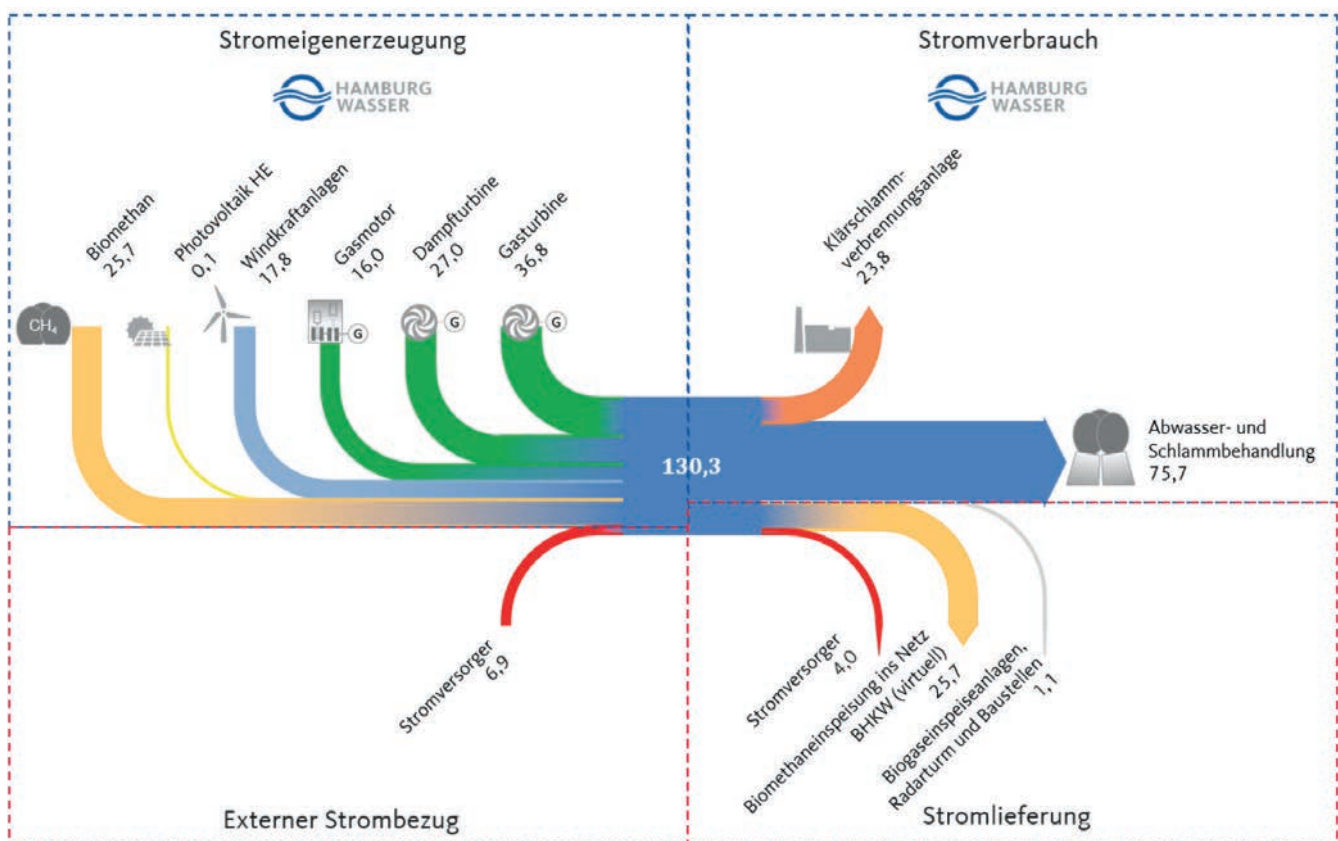 Stromeigenerzeugung
HAMBURG
WASSER
Stromverbrauch
HAMBURG
WASSER
Biomethan
25,7
Photovoltaik HE
0,1
Windkraftanlagen
17,8
Gasmotor
16,0
Dampfturbine
27,0
Gasturbine
36,8
Klärschlamm-
verbrennungsanlage
23,8
CH₄
G
G
G
130,3
Abwasser- und
Schlammbehandlung
75,7
Stromversorger
6,9
Stromversorger
4,0
Biomethaneinspeisung ins Netz
BHKW (virtuell)
25,7
Biogaseinspeiseanlagen,
Radarturm und Baustellen
1,1
Externer Strombezug
Stromlieferung